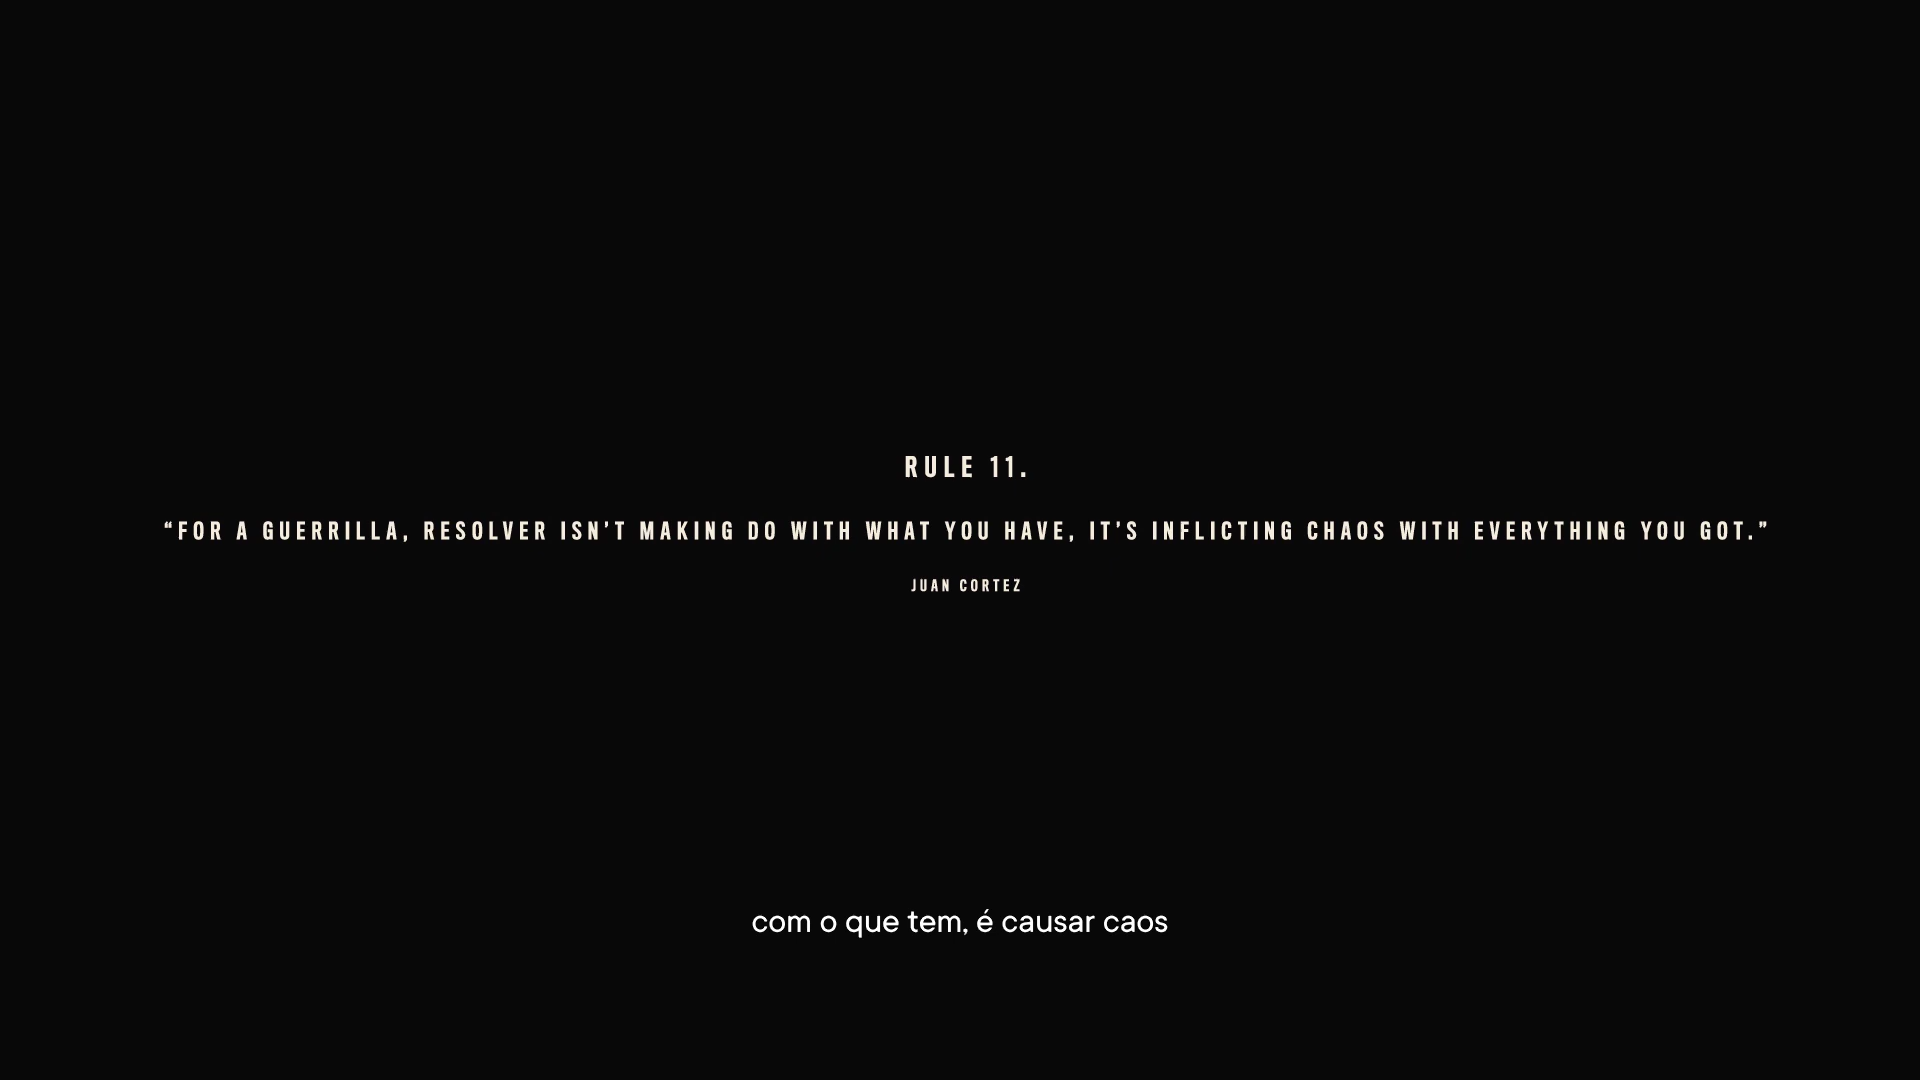 RULE 11.
“FOR A GUERRILLA, RESOLVER ISN’T MAKING DO WITH WHAT YOU HAVE, IT’S INFLICTING CHAOS WITH EVERYTHING YOU GOT.”
JUAN CORTEZ
com o que tem, é causar caos